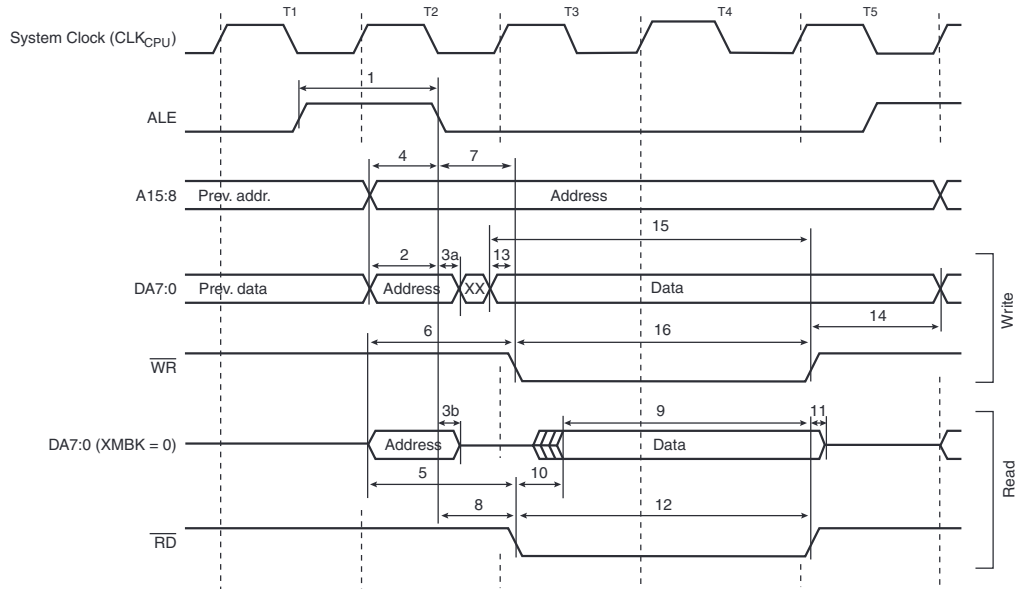 T1 T2 T3 T4 T5
System Clock (CLKCPU)
1
ALE
4 7
A15:8 Prev. addr. Address
15
2 3a 13
DA7:0 Prev. data Address XX Data
14
6 16
WR
Write
3b 9 11
DA7:0 (XMBK = 0) Address Data
5 10
8 12
RD
Read